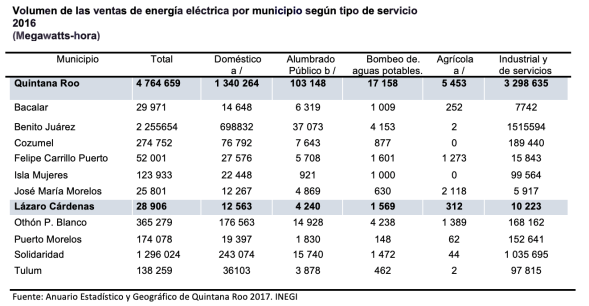 Volumen de las ventas de energía eléctrica por municipio según tipo de servicio
2016
(Megawatts-hora)
Municipio Total Doméstico a / Alumbrado Público b / Bombeo de. aguas potables. Agrícola a / Industrial y de servicios
Quintana Roo 4 764 659 1 340 264 103 148 17 158 5 453 3 298 635
Bacalar 29 971 14 648 6 319 1 009 252 7742
Benito Juárez 2 255654 698832 37 073 4 153 2 1515594
Cozumel 274 752 76 792 7 643 877 0 189 440
Felipe Carrillo Puerto 52 001 27 576 5 708 1 601 1 273 15 843
Isla Mujeres 123 933 22 448 921 1 000 0 99 564
José María Morelos 25 801 12 267 4 869 630 2 118 5 917
Lázaro Cárdenas 28 906 12 563 4 240 1 569 312 10 223
Othón P. Blanco 365 279 176 563 14 928 4 238 1 389 168 162
Puerto Morelos 174 078 19 397 1 830 148 62 152 641
Solidaridad 1 296 024 243 074 15 740 1 472 44 1 035 695
Tulum 138 259 36103 3 878 462 2 97 815
Fuente: Anuario Estadístico y Geográfico de Quintana Roo 2017. INEGI